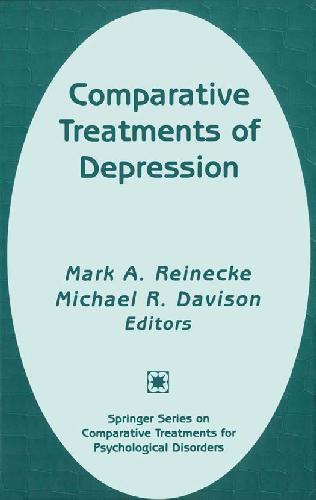 Comparative
Treatments of
Depression
Mark A. Reinecke
Michael R. Davison
Editors
Springer Series on
Comparative Treatments for
Psychological Disorders